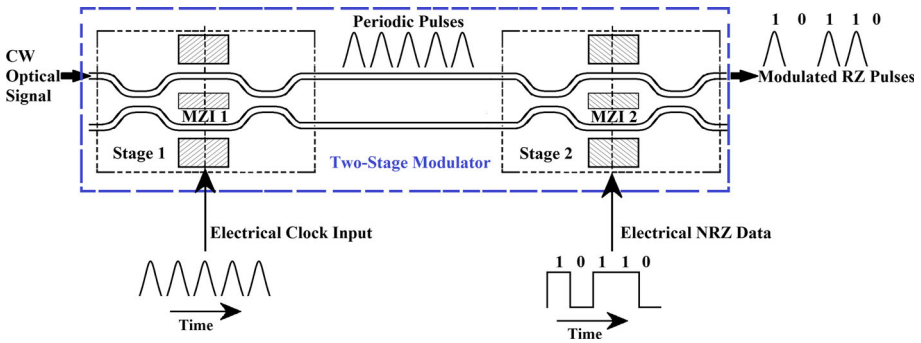 Periodic Pulses
1 0 1 1 0
CW
Optical
Signal
Modulated RZ Pulses
MZI 1
MZI 2
Stage 1
Two-Stage Modulator
Stage 2
Electrical Clock Input
Electrical NRZ Data
1 0 1 1 0
Time
Time